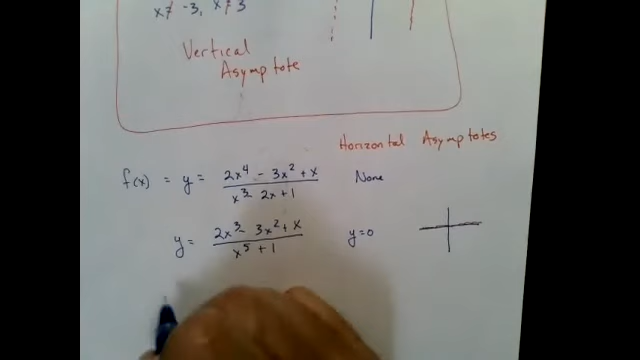 x ≠ -3, x ≠ 3
Vertical
Asymptote
Horizontal Asymptotes
f(x) = y = (2x⁴ - 3x² + x)/(x³ - 2x + 1) None
y = (2x³ - 3x² + x)/(x⁵ + 1) y = 0